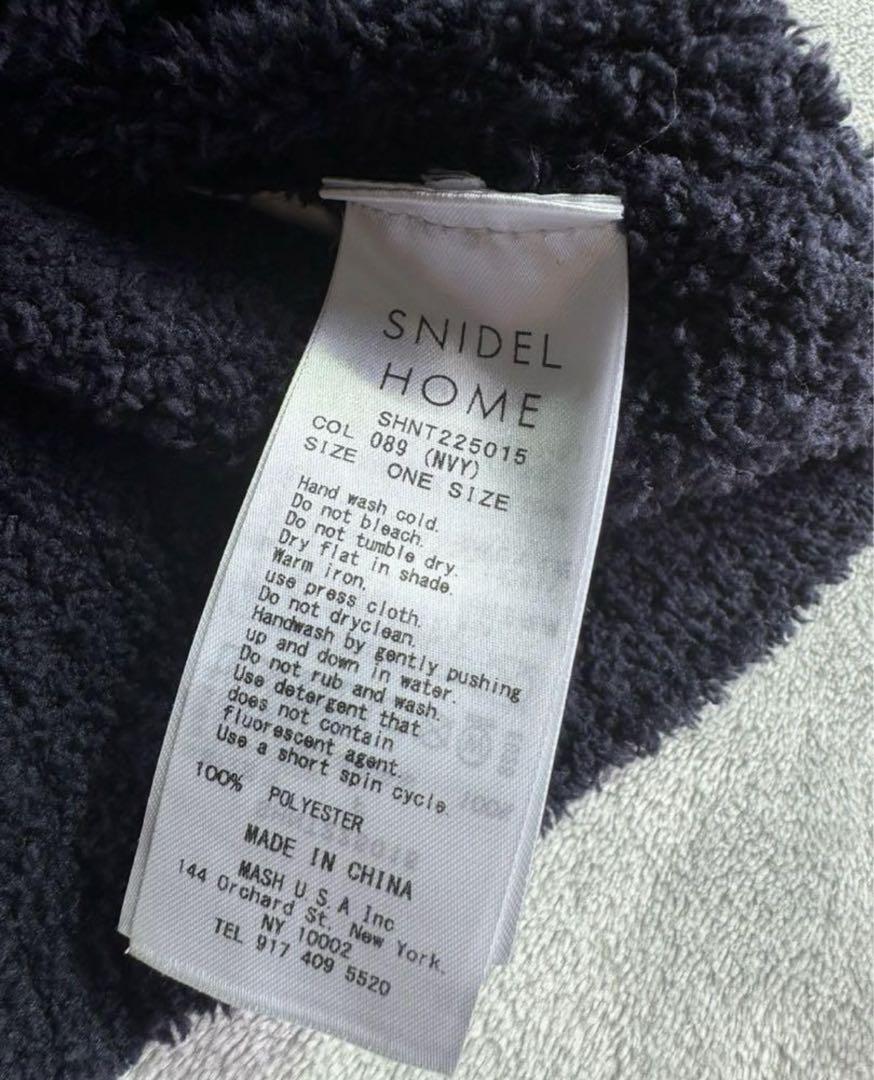 SNIDEL
HOME
SHNT225015
COL 089 (NVY)
SIZE ONE SIZE
Hand wash cold.
Do not bleach.
Do not tumble dry.
Dry flat in shade.
Warm iron.
use press cloth.
Do not dryclean.
Handwash by gently pushing
up and down in water.
Do not rub and wash.
Use detergent that
does not contain
fluorescent agent.
Use a short spin cycle.
100% POLYESTER
MADE IN CHINA
MASH U S A Inc
144 Orchard St. New York.
NY 10002
TEL 917 409 5520